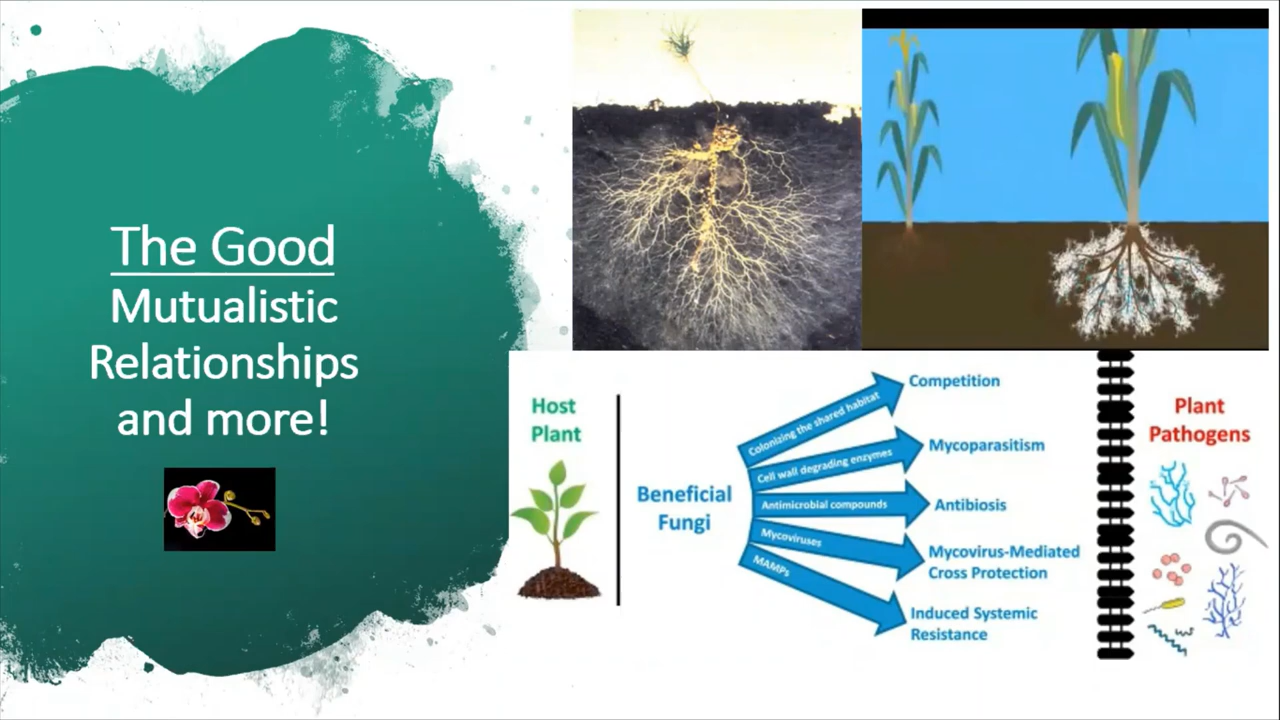 The Good
Mutualistic
Relationships
and more!
Host
Plant
Beneficial
Fungi
Colonizing the shared habitat
Competition
Cell wall degrading enzymes
Mycoparasitism
Antimicrobial compounds
Antibiosis
Mycoviruses
Mycovirus-Mediated
Cross Protection
MAMPs
Induced Systemic
Resistance
Plant
Pathogens